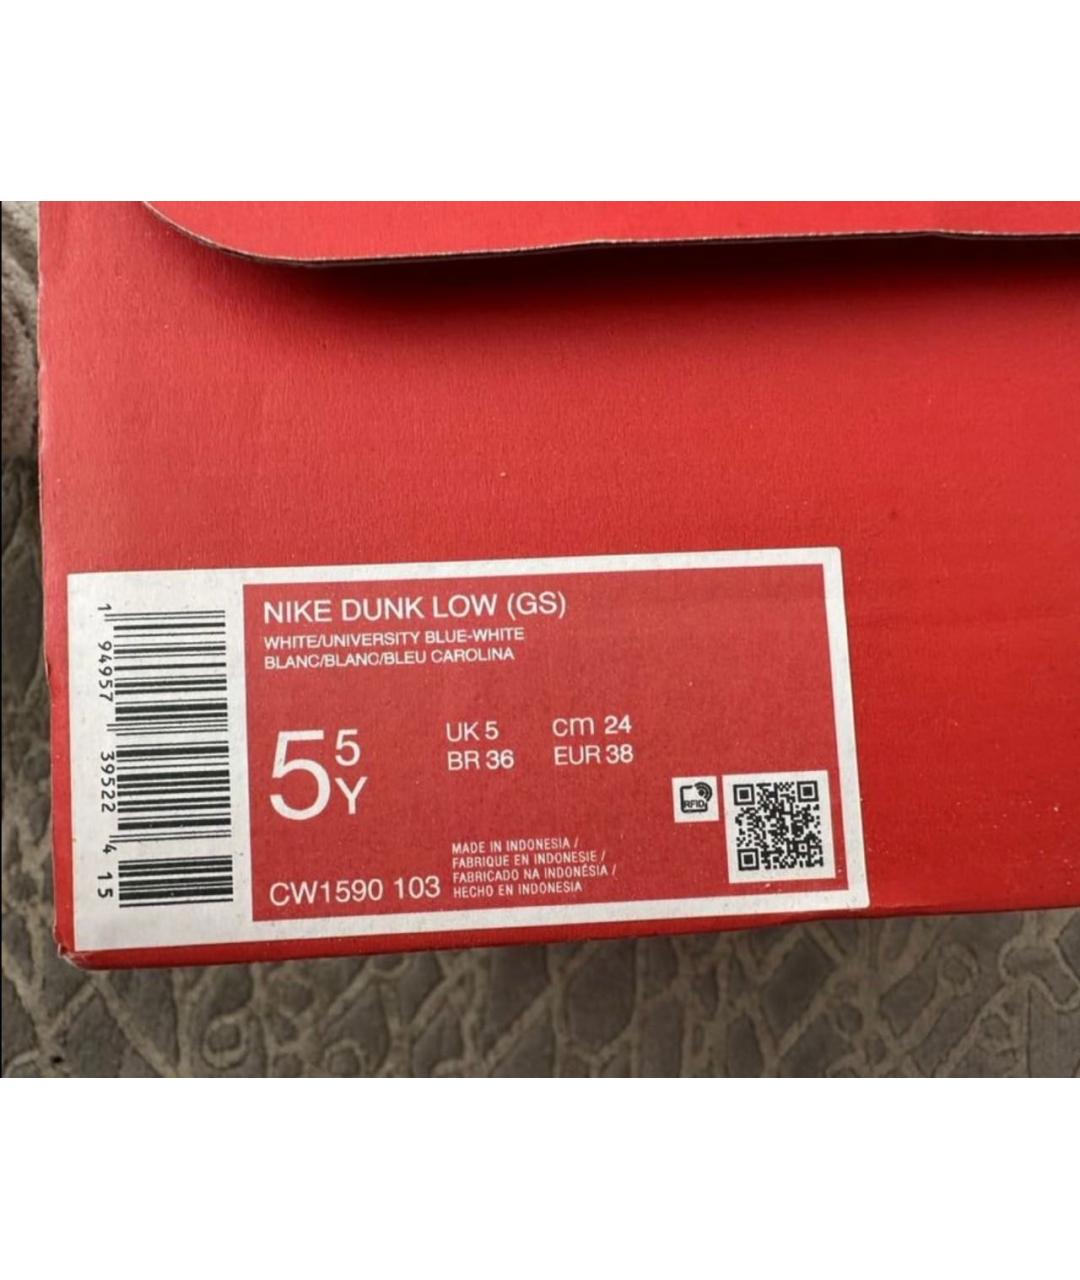 NIKE DUNK LOW (GS)
WHITE/UNIVERSITY BLUE-WHITE
BLANC/BLANC/BLEU CAROLINA
5 5Y
UK 5 cm 24
BR 36 EUR 38
RFID
MADE IN INDONESIA /
FABRIQUE EN INDONESIE /
FABRICADO NA INDONÉSIA /
HECHO EN INDONESIA
CW1590 103
1 94957 39522 4 15